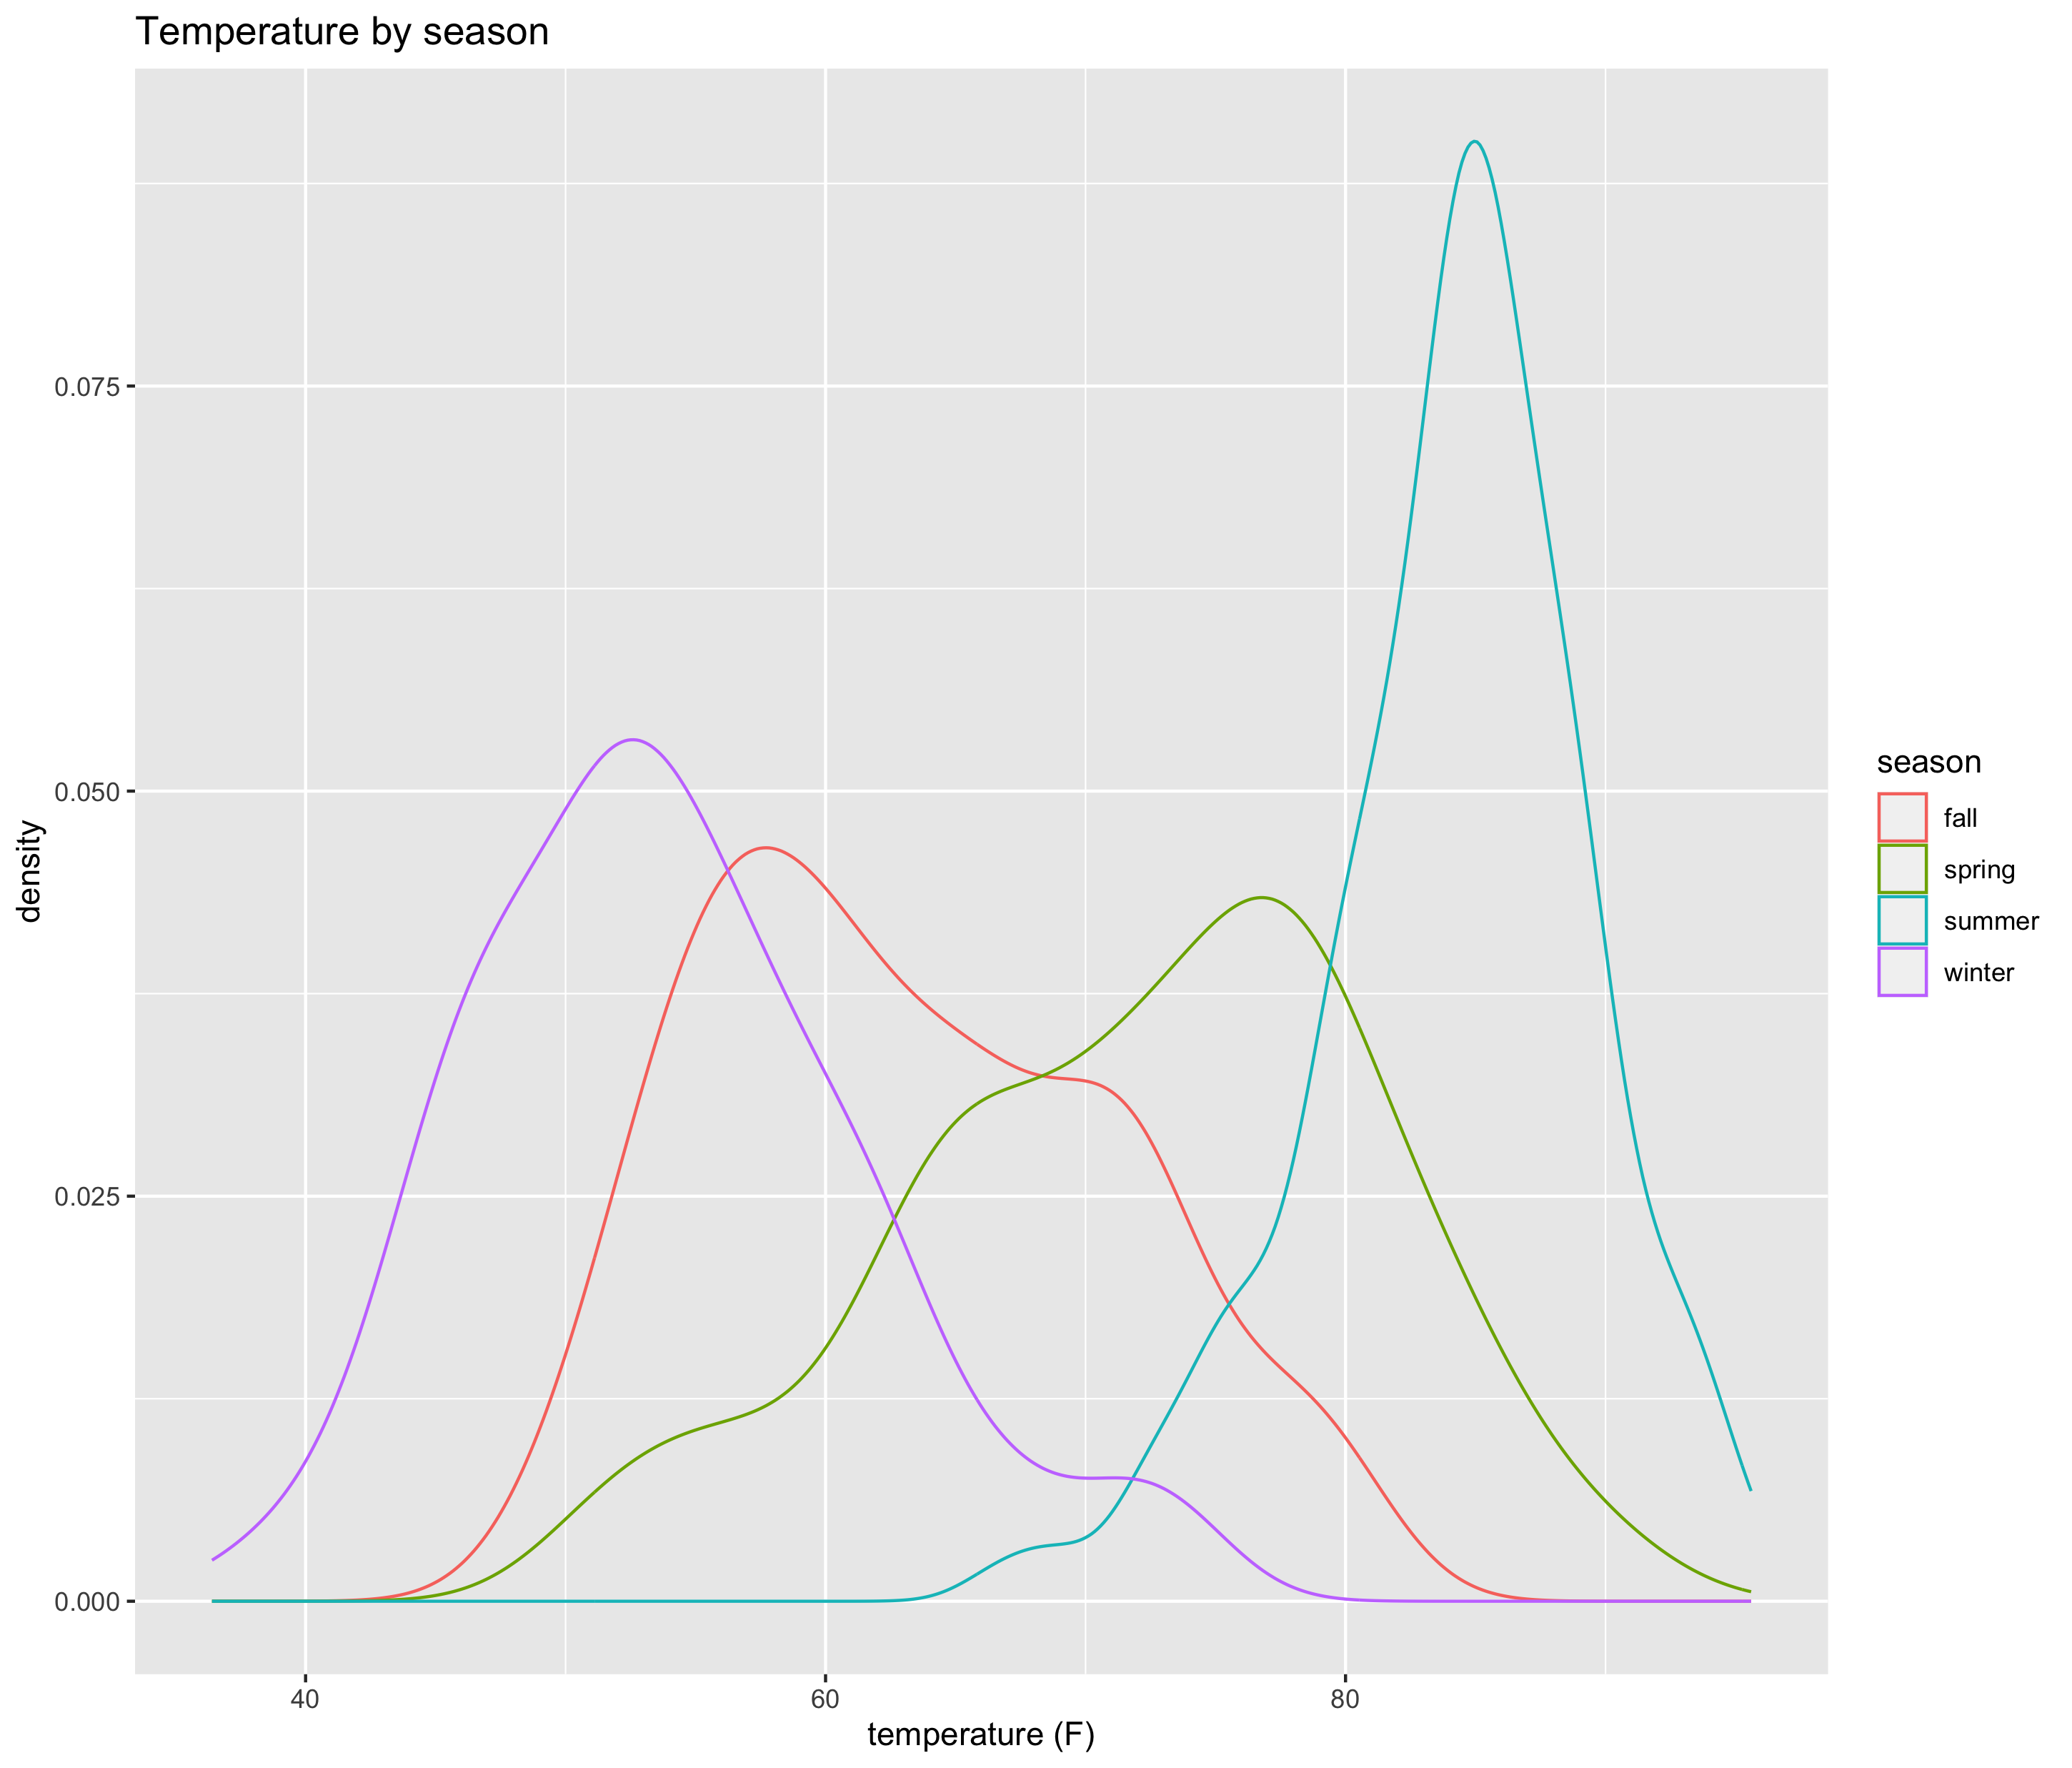 Temperature by season
density
0.075
0.050
0.025
0.000
40
60
80
temperature (F)
season
fall
spring
summer
winter